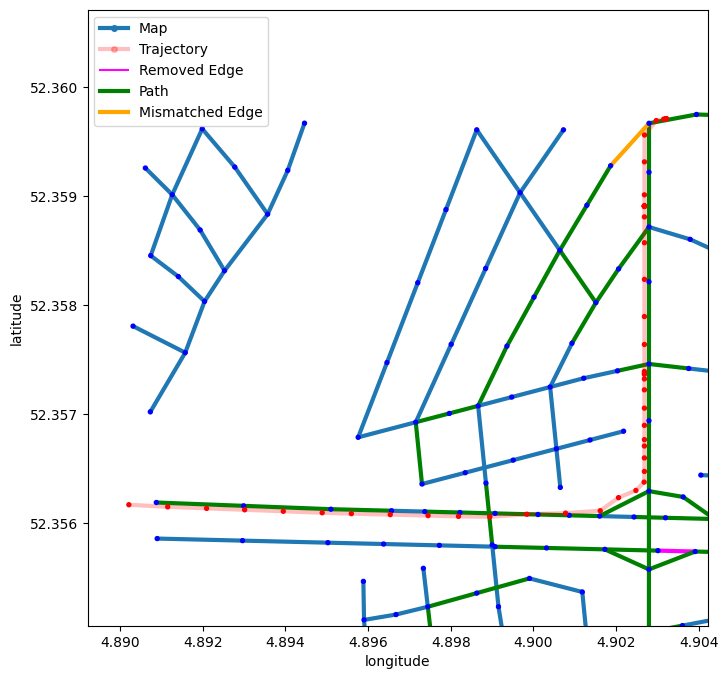 Map
Trajectory
Removed Edge
Path
Mismatched Edge
52.360
52.359
52.358
52.357
52.356
latitude
4.890 4.892 4.894 4.896 4.898 4.900 4.902 4.904
longitude